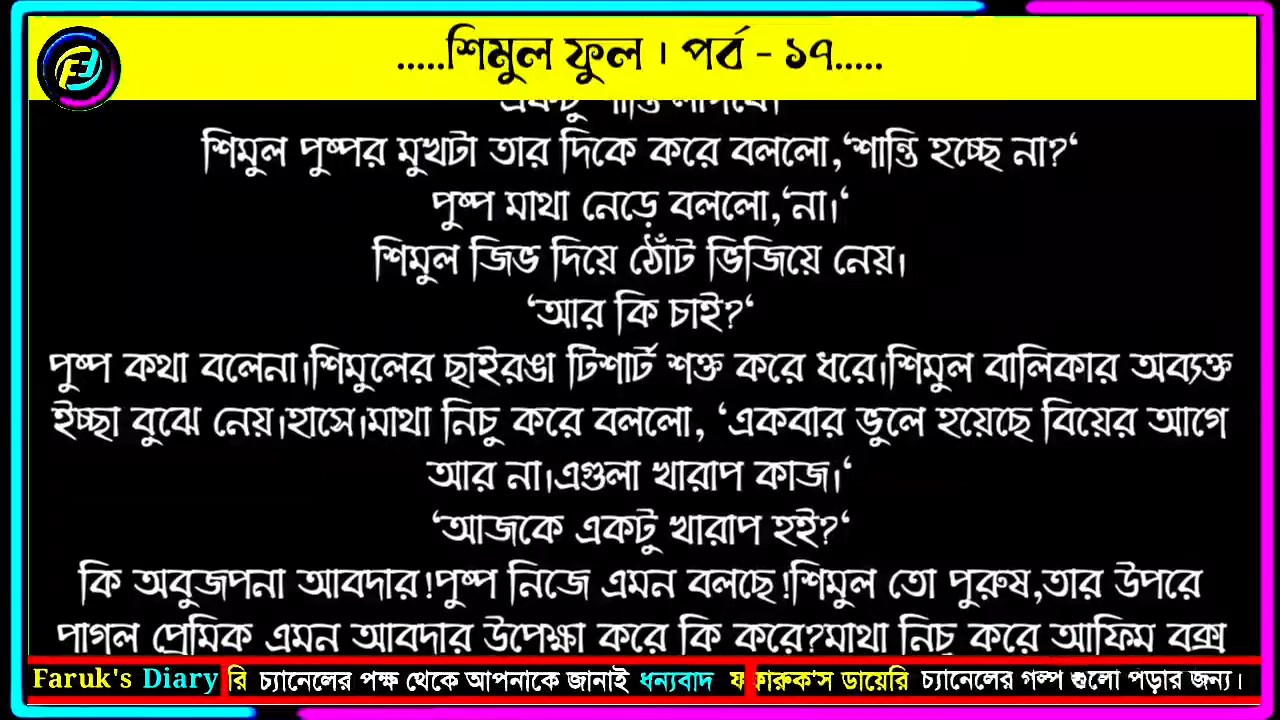 .....শিমুল ফুল । পর্ব - ১৭.....
একটু শান্তি লাগবে।
শিমুল পুষ্পর মুখটা তার দিকে করে বললো,‘শান্তি হচ্ছে না?‘
পুষ্প মাথা নেড়ে বললো,‘না।‘
শিমুল জিভ দিয়ে ঠোঁট ভিজিয়ে নেয়।
‘আর কি চাই?‘
পুষ্প কথা বলেনা।শিমুলের ছাইরঙা টিশার্ট শক্ত করে ধরে।শিমুল বালিকার অব্যক্ত
ইচ্ছা বুঝে নেয়।হাসে।মাথা নিচু করে বললো, ‘একবার ভুলে হয়েছে বিয়ের আগে
আর না।এগুলা খারাপ কাজ।‘
‘আজকে একটু খারাপ হই?‘
কি অবুজপনা আবদার!পুষ্প নিজে এমন বলছে!শিমুল তো পুরুষ,তার উপরে
পাগল প্রেমিক এমন আবদার উপেক্ষা করে কি করে?মাথা নিচু করে আফিম বক্স
Faruk's Diary রি চ্যানেলের পক্ষ থেকে আপনাকে জানাই ধন্যবাদ ফ ফারুক'স ডায়েরি চ্যানেলের গল্প গুলো পড়ার জন্য।